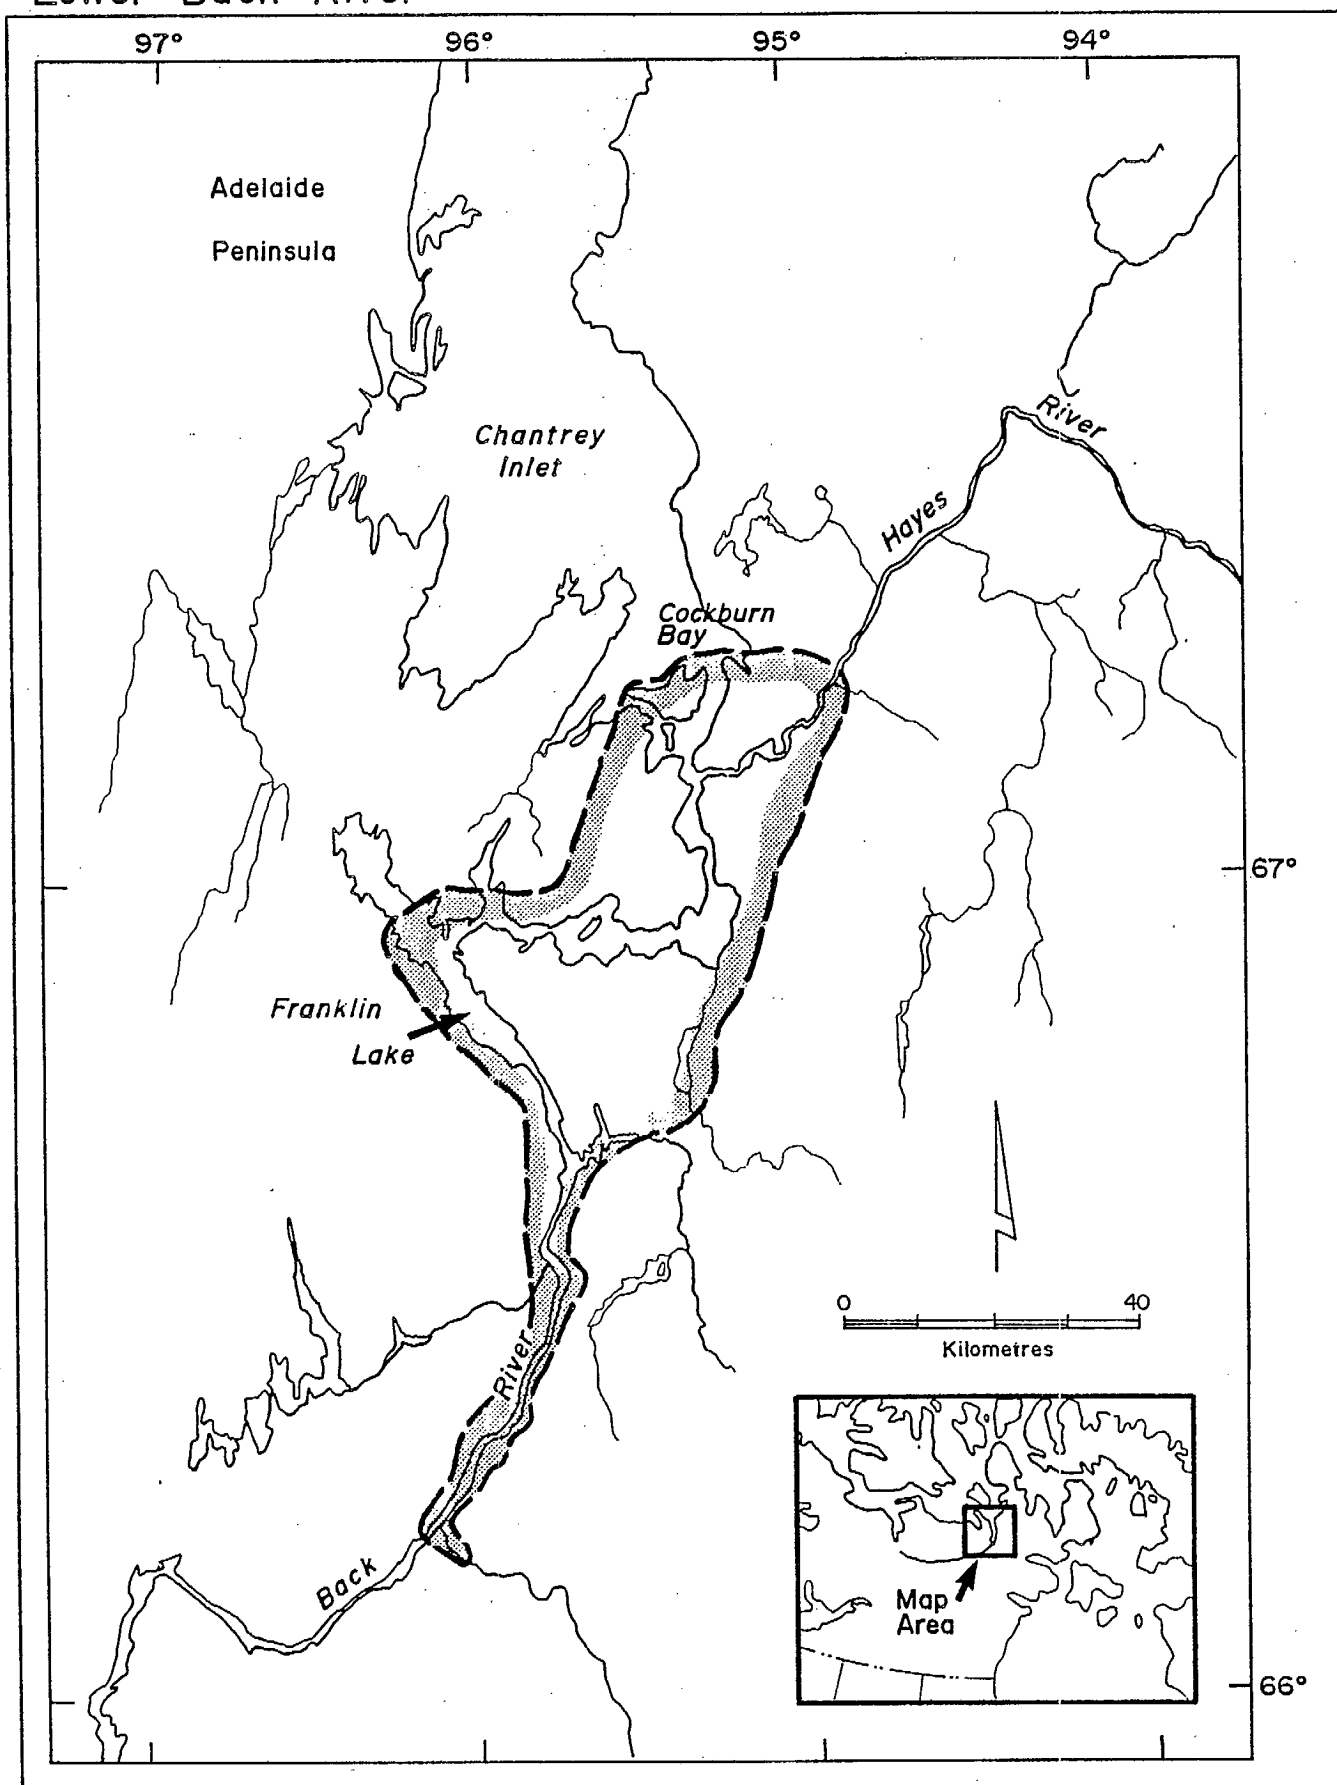 Lower Back River
97° 96° 95° 94°
Adelaide
Peninsula
Chantrey
Inlet
River
Hayes
Cockburn
Bay
67°
Franklin
Lake
0 40
Kilometres
River
Back
Map
Area
66°